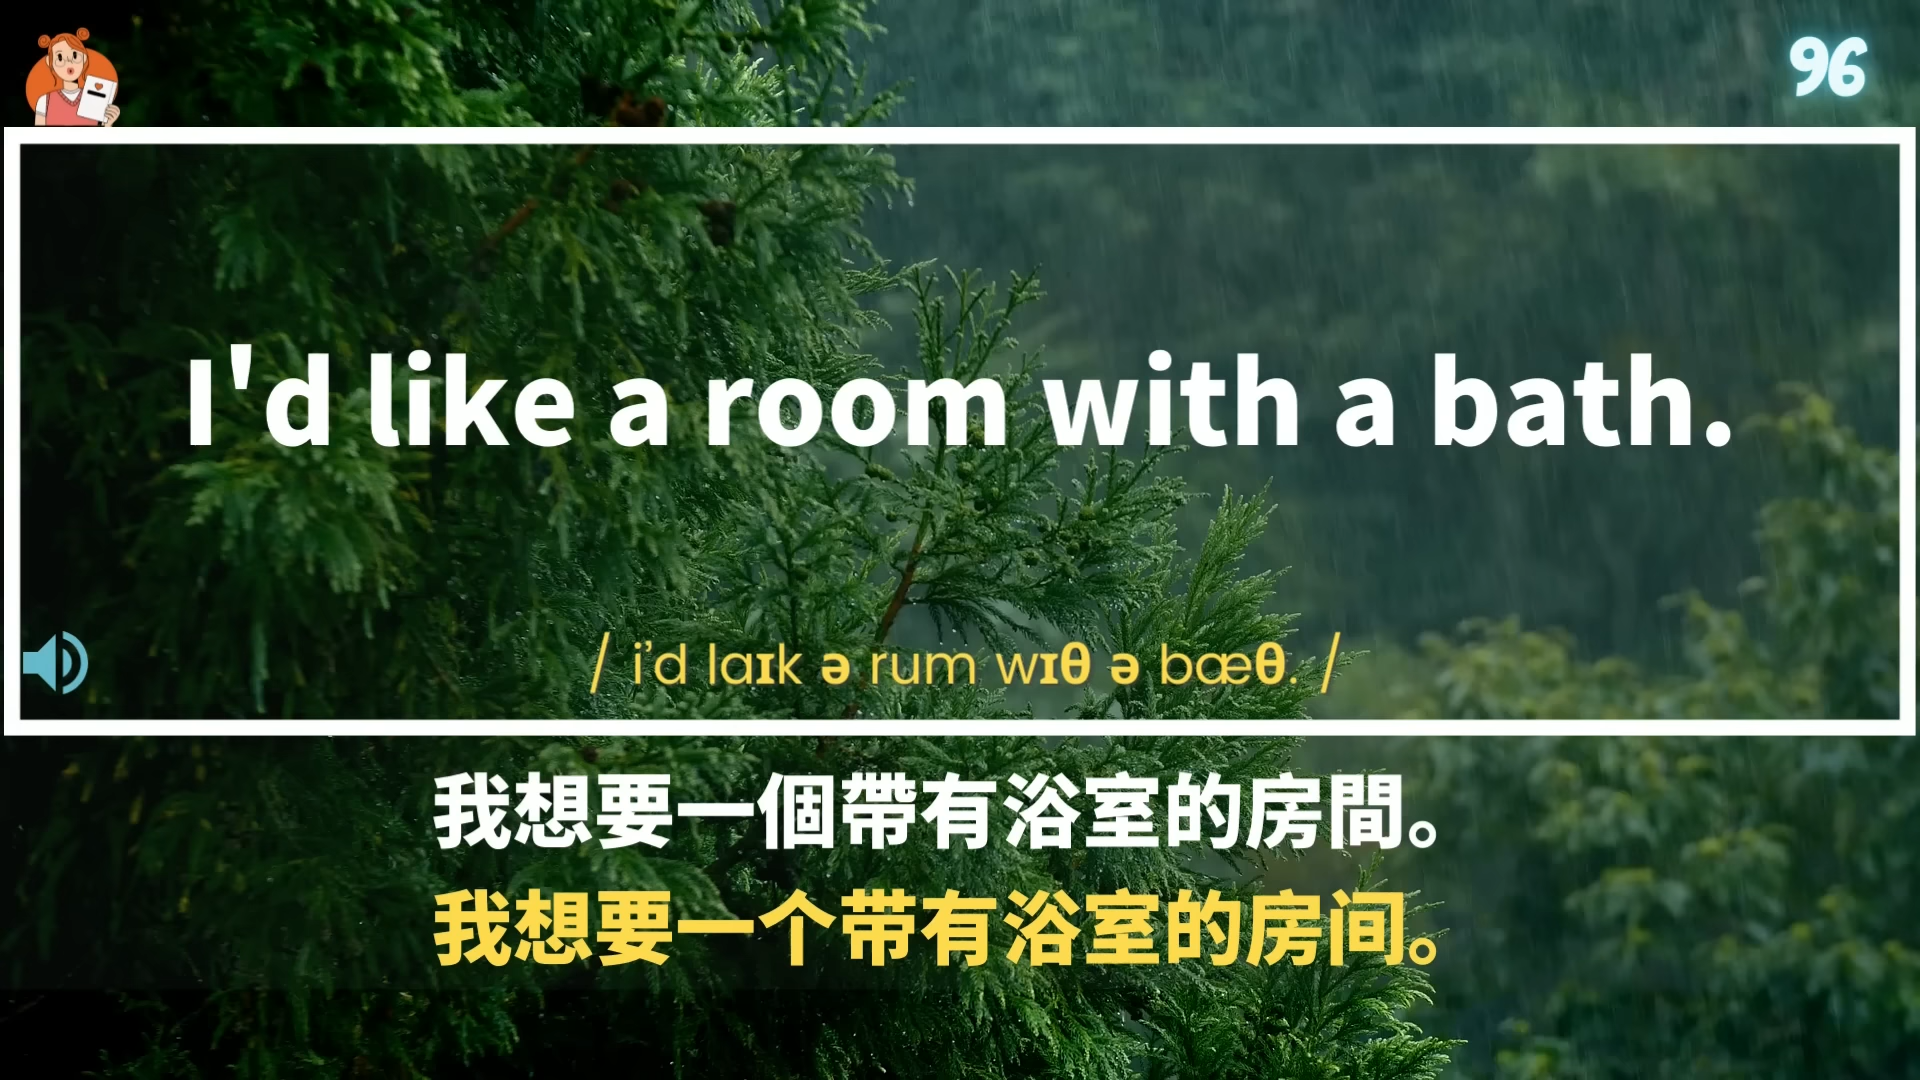 96
I'd like a room with a bath.
/ i’d laɪk ə rum wɪθ ə bæθ. /
我想要一個帶有浴室的房間。
我想要一个带有浴室的房间。